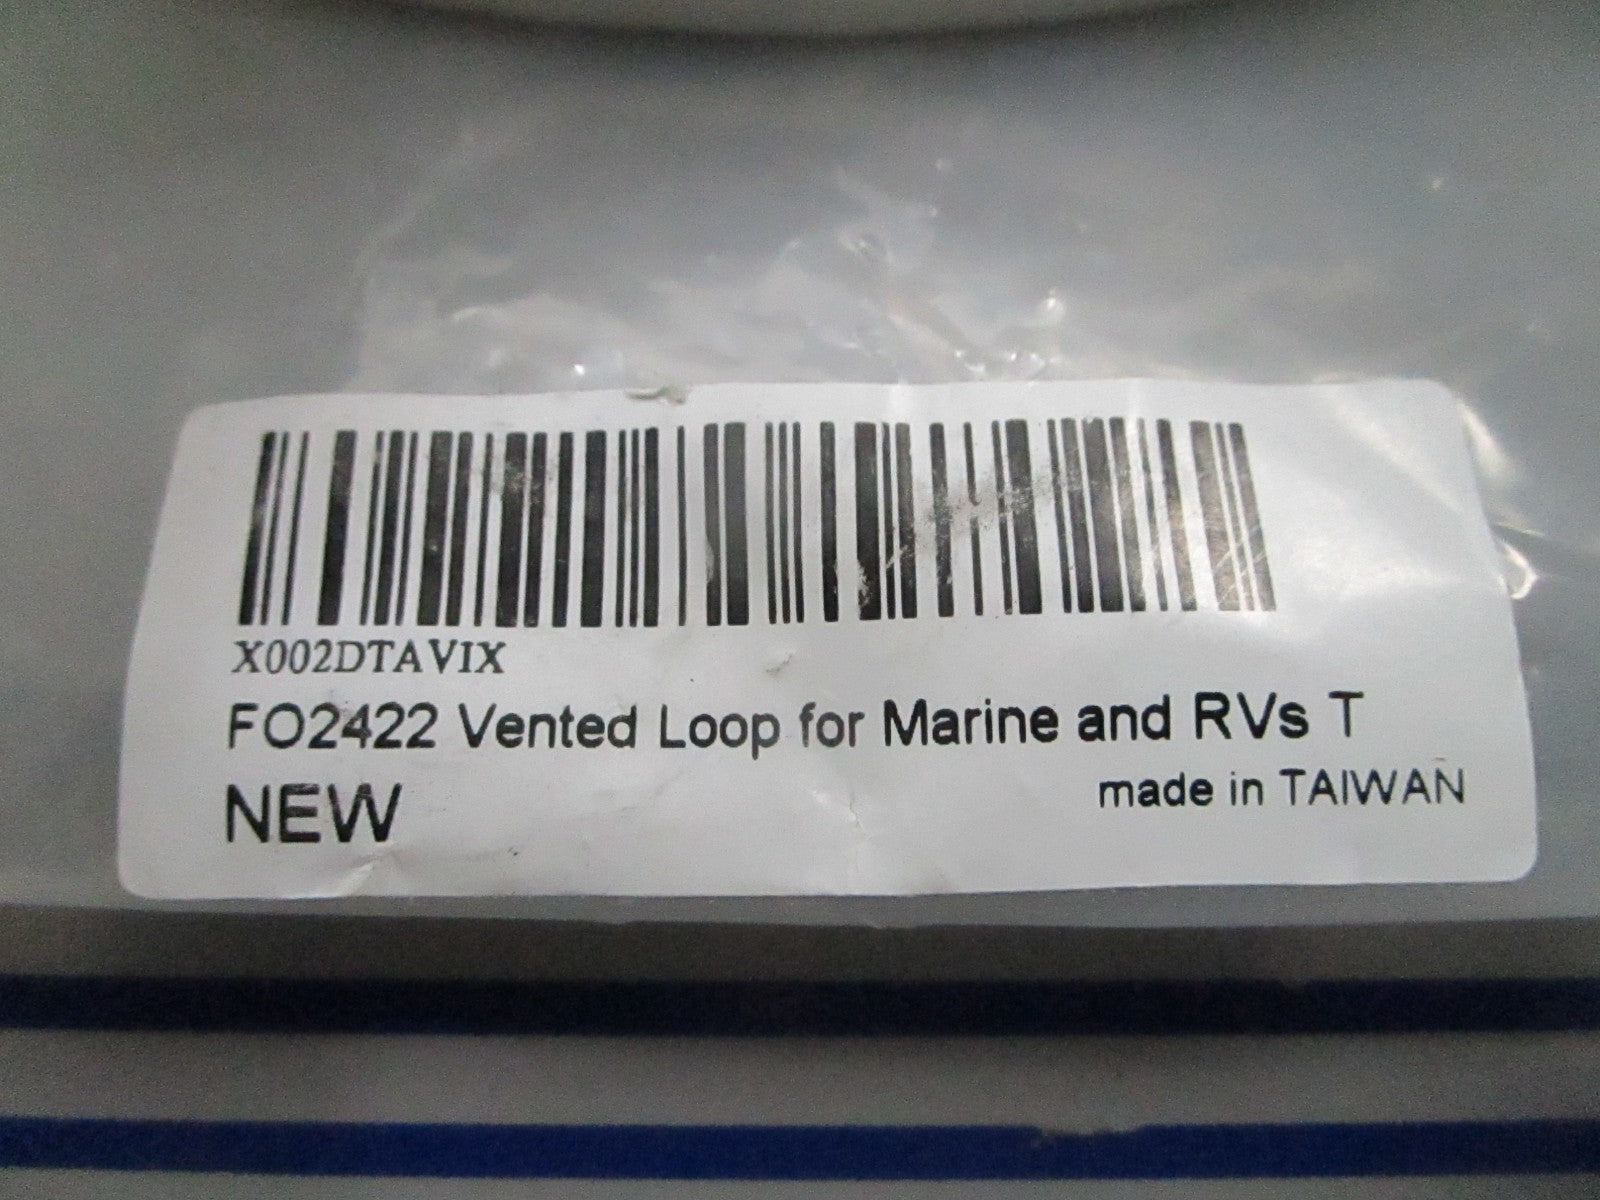 X002DTAVIX
FO2422 Vented Loop for Marine and RVs T
NEW
made in TAIWAN